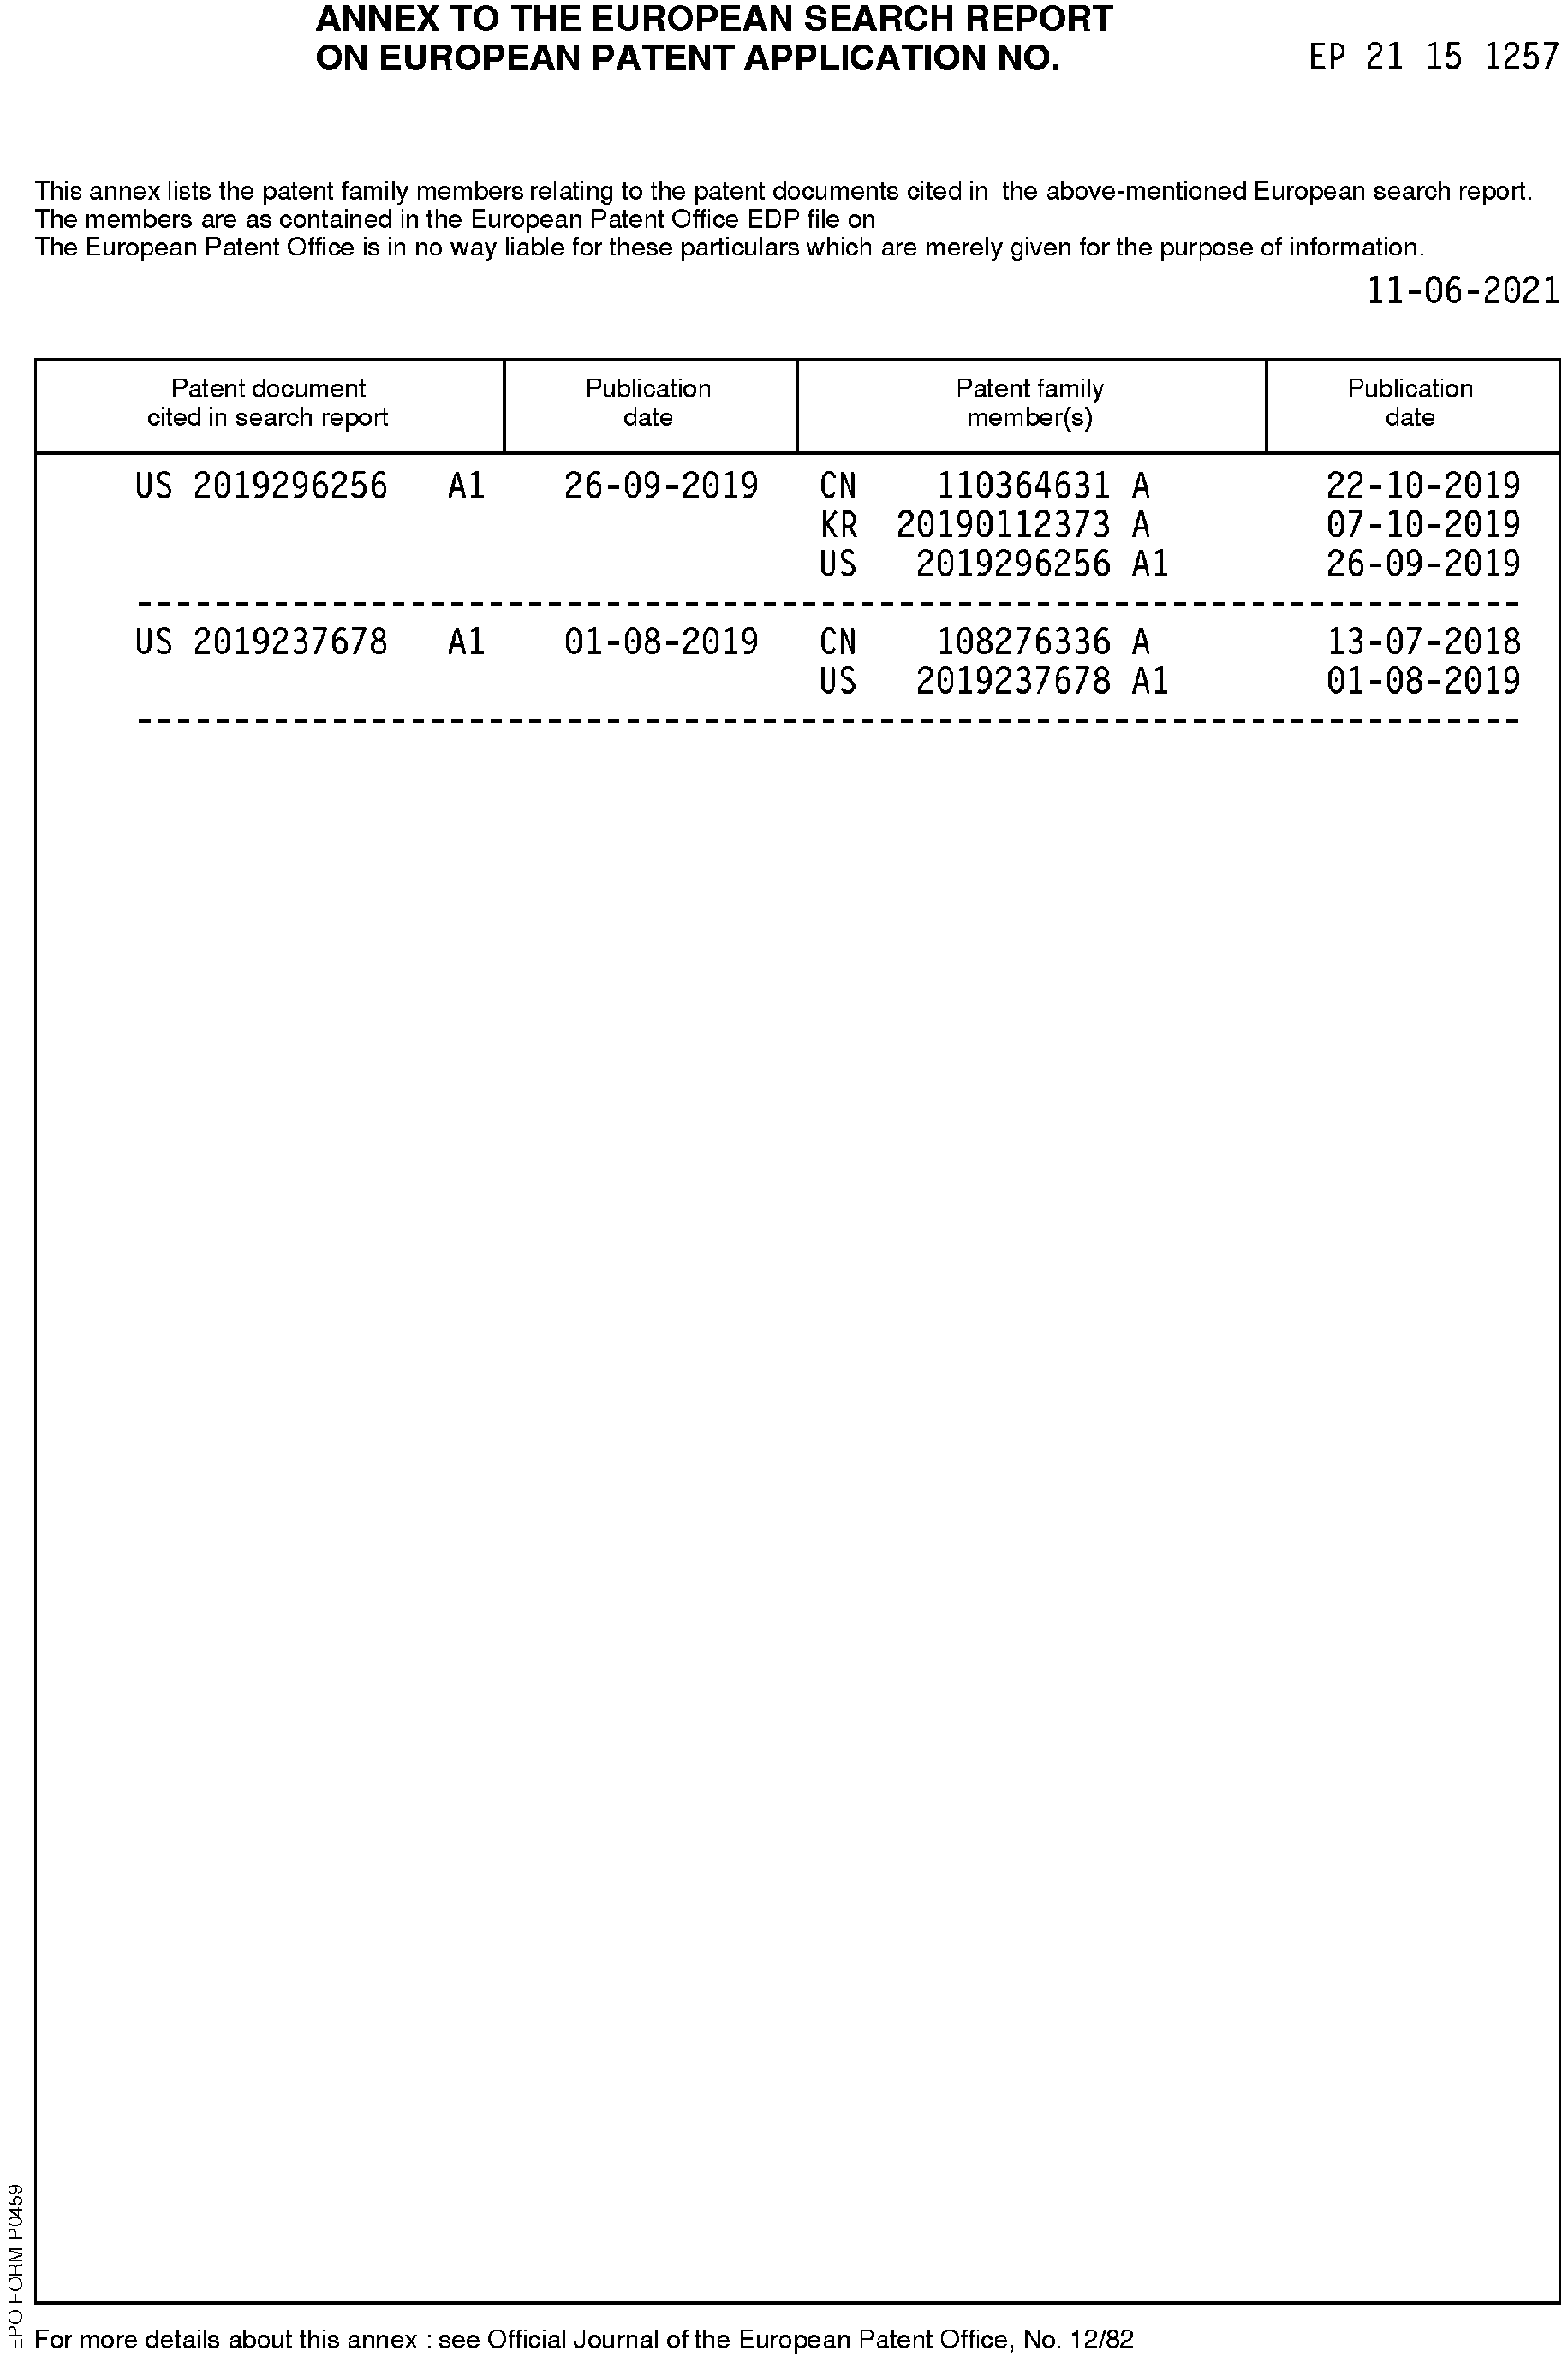 ANNEX TO THE EUROPEAN SEARCH REPORT
ON EUROPEAN PATENT APPLICATION NO. EP 21 15 1257
This annex lists the patent family members relating to the patent documents cited in the above-mentioned European search report.
The members are as contained in the European Patent Office EDP file on
The European Patent Office is in no way liable for these particulars which are merely given for the purpose of information.
11-06-2021
Patent document Publication Patent family Publication
cited in search report date member(s) date
US 2019296256 A1 26-09-2019 CN 110364631 A 22-10-2019
KR 20190112373 A 07-10-2019
US 2019296256 A1 26-09-2019
US 2019237678 A1 01-08-2019 CN 108276336 A 13-07-2018
US 2019237678 A1 01-08-2019
EPO FORM P0459
For more details about this annex : see Official Journal of the European Patent Office, No. 12/82